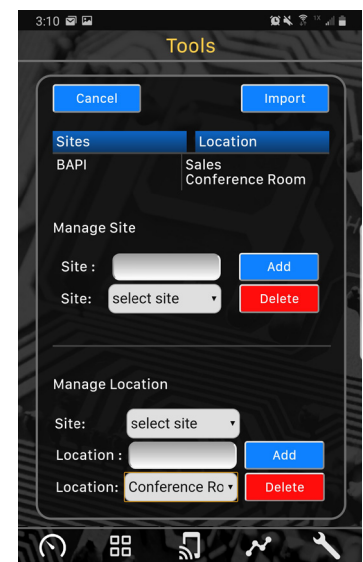 3:10
Tools
Cancel Import
Sites Location
BAPI Sales
Conference Room
Manage Site
Site : Add
Site: select site Delete
Manage Location
Site: select site
Location : Add
Location: Conference Ro Delete